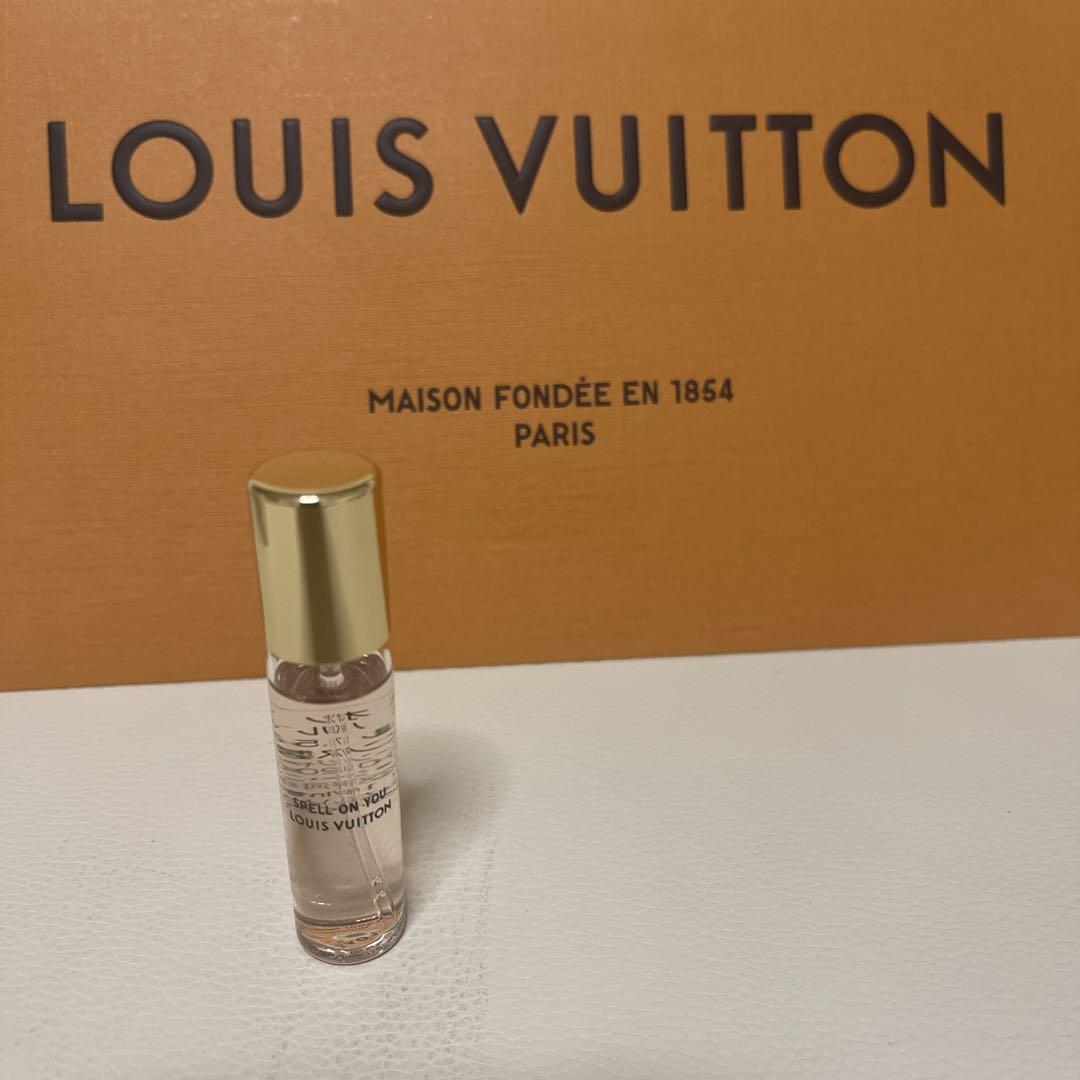 LOUIS VUITTON
MAISON FONDÉE EN 1854
PARIS
SPELL ON YOU
LOUIS VUITTON